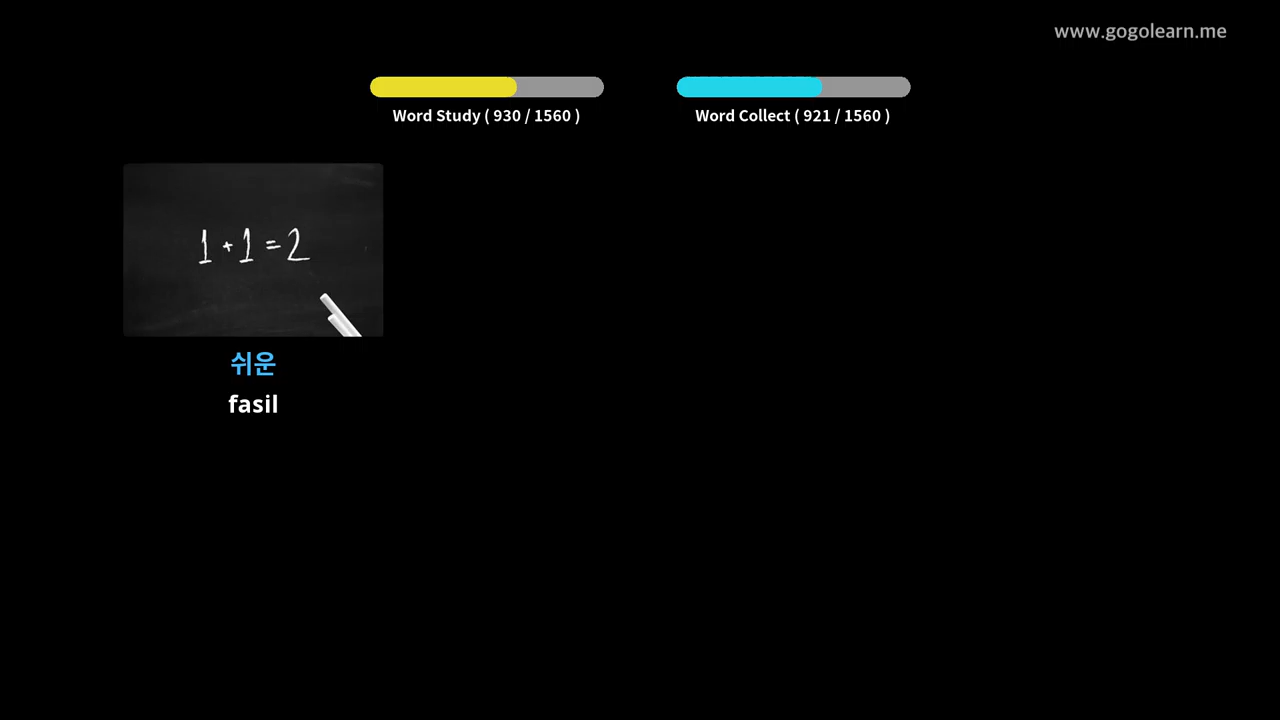 www.gogolearn.me
Word Study ( 930 / 1560 )
Word Collect ( 921 / 1560 )
1 + 1 = 2
쉬운
fasil